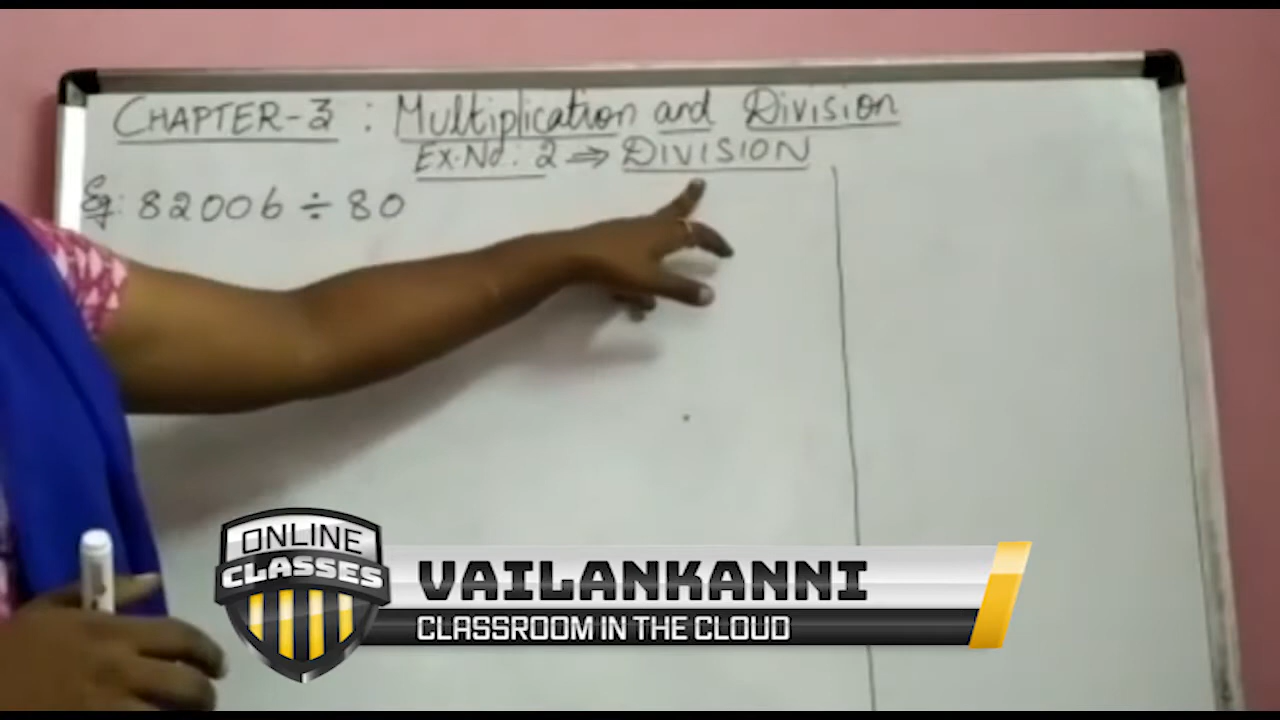 CHAPTER-3 : Multiplication and Division
Ex.No: 2 ⇒ DIVISION
Eg: 82006 ÷ 80
ONLINE
CLASSES
VAILANKANNI
CLASSROOM IN THE CLOUD